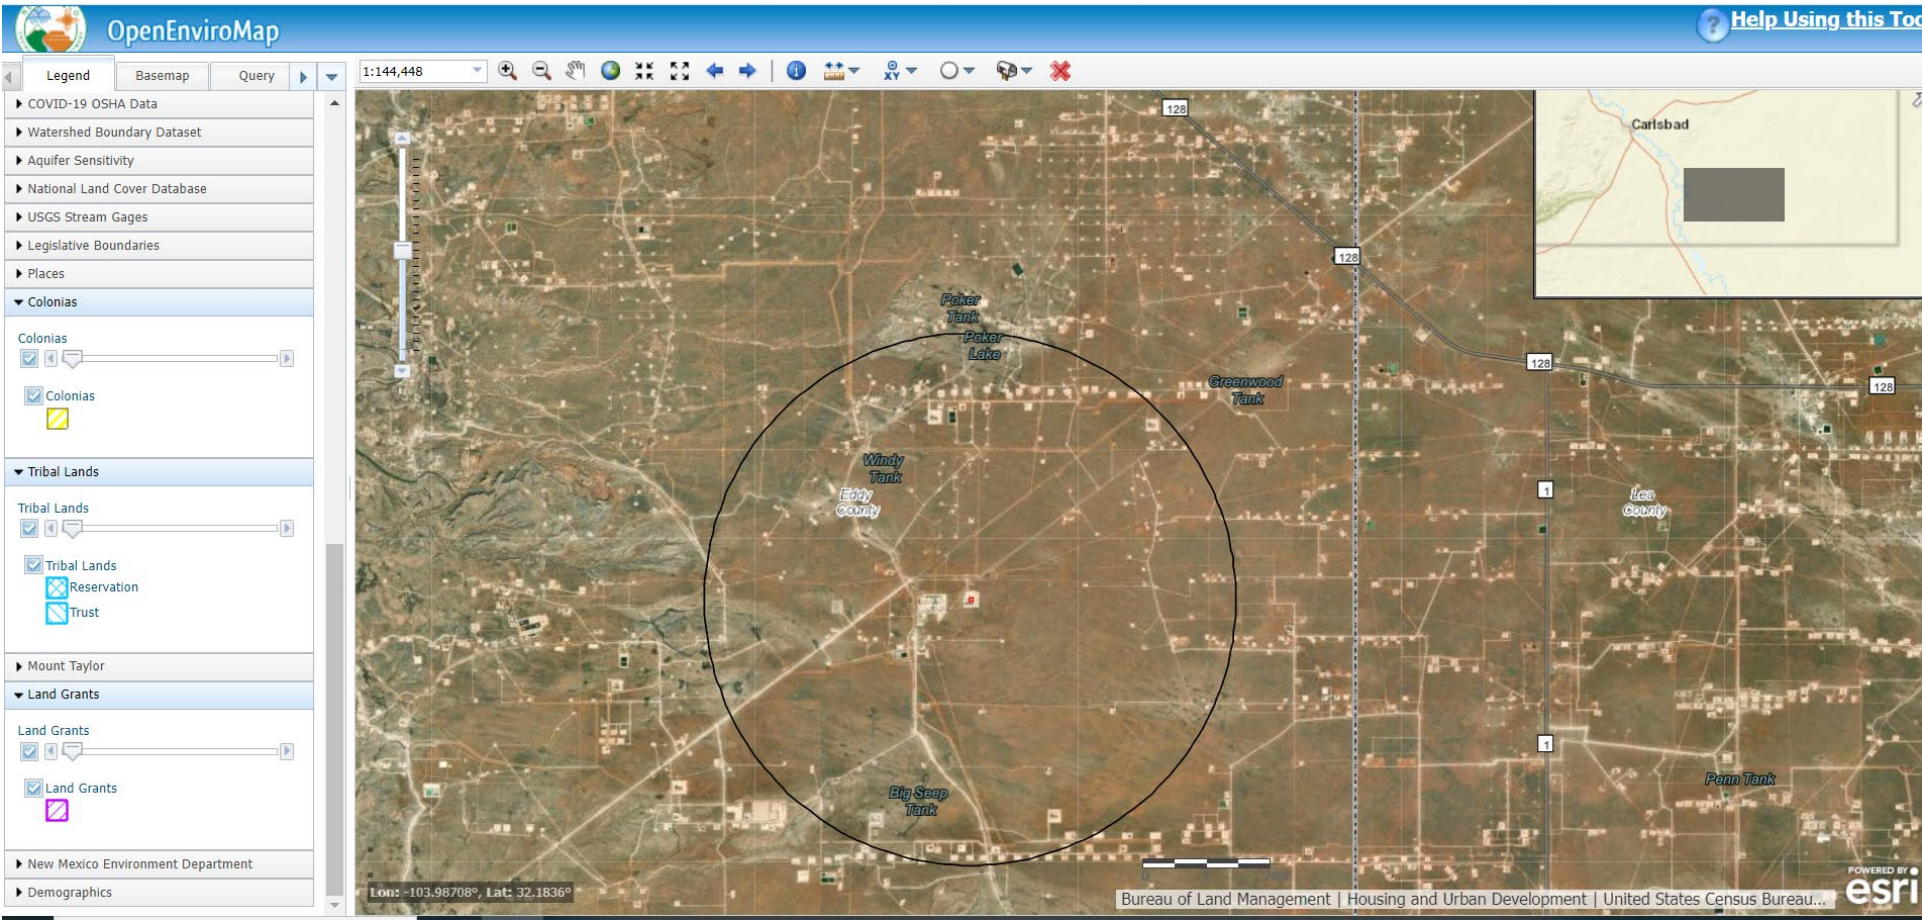 OpenEnviroMap
Help Using this Too
Legend
Basemap
Query
1:144,448
XY
COVID-19 OSHA Data
Watershed Boundary Dataset
Aquifer Sensitivity
National Land Cover Database
USGS Stream Gages
Legislative Boundaries
Places
Colonias
Colonias
Colonias
Tribal Lands
Tribal Lands
Tribal Lands
Reservation
Trust
Mount Taylor
Land Grants
Land Grants
Land Grants
New Mexico Environment Department
Demographics
128
Carlsbad
128
Poker
Tank
Poker
Lake
128
Greenwood
Tank
128
Windy
Tank
Eddy
County
1
Lea
County
1
Big Seep
Tank
Penn Tank
Lon: -103.98708°, Lat: 32.1836°
Bureau of Land Management | Housing and Urban Development | United States Census Bureau...
POWERED BY
esri